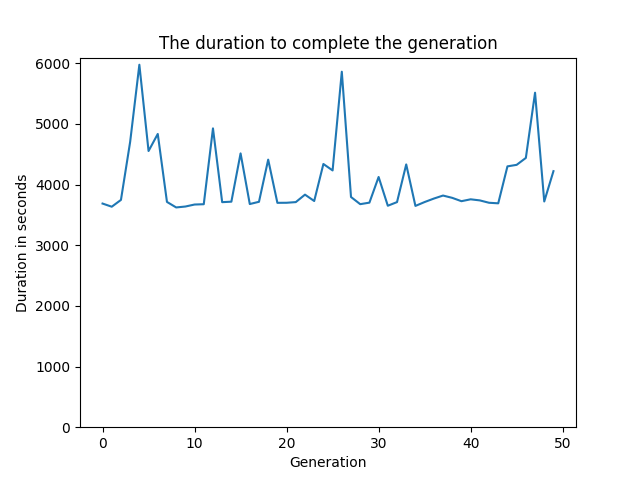 The duration to complete the generation
6000
5000
4000
3000
2000
1000
0
Duration in seconds
0 10 20 30 40 50
Generation